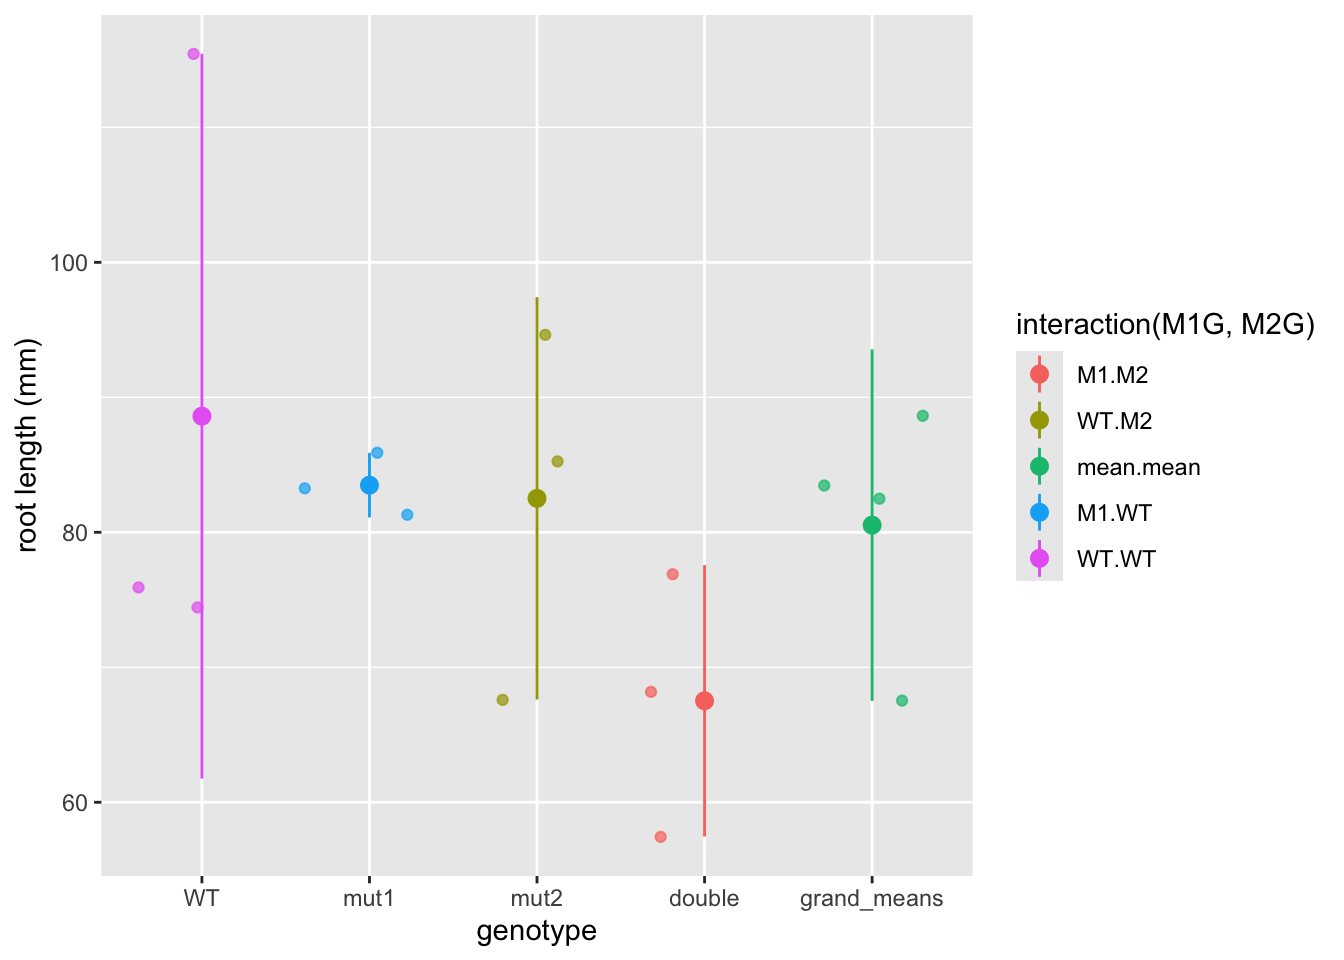 root length (mm)
100
80
60
WT mut1 mut2 double grand_means
genotype
interaction(M1G, M2G)
M1.M2
WT.M2
mean.mean
M1.WT
WT.WT